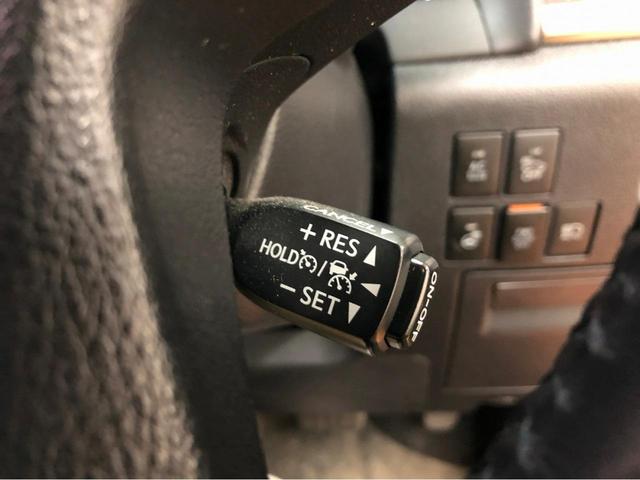 CANCEL
+ RES
HOLD /
− SET
ON-OFF